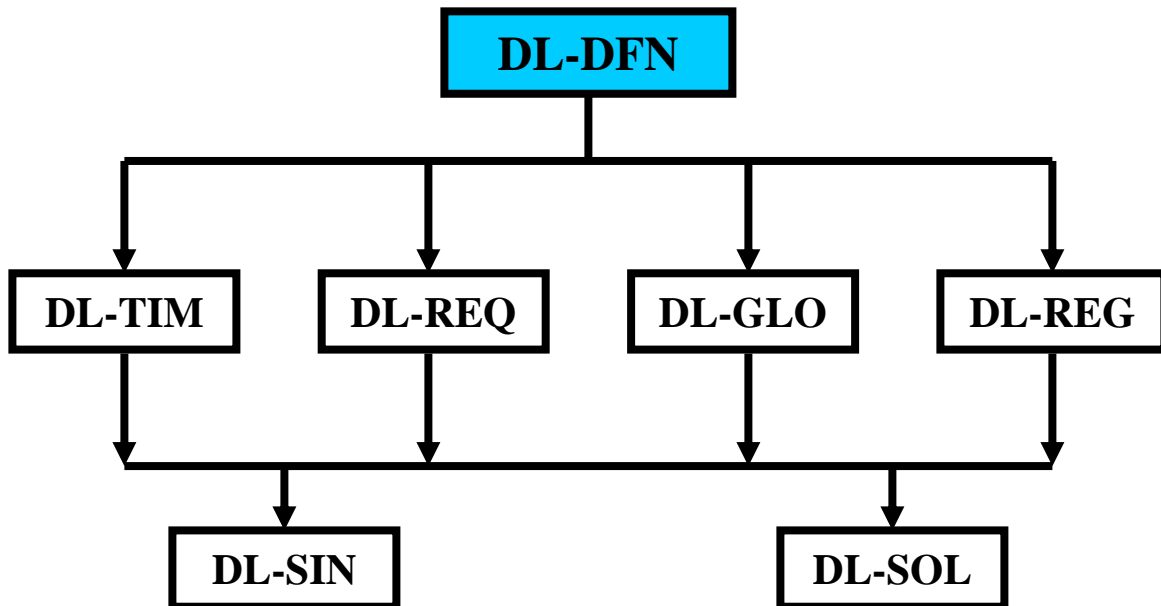 DL-DFN
DL-TIM
DL-REQ
DL-GLO
DL-REG
DL-SIN
DL-SOL